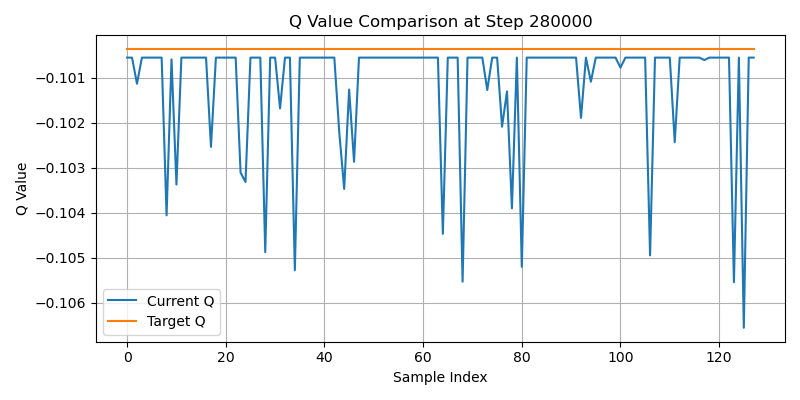 Q Value Comparison at Step 280000
Q Value
−0.101
−0.102
−0.103
−0.104
−0.105
−0.106
Current Q
Target Q
0 20 40 60 80 100 120
Sample Index